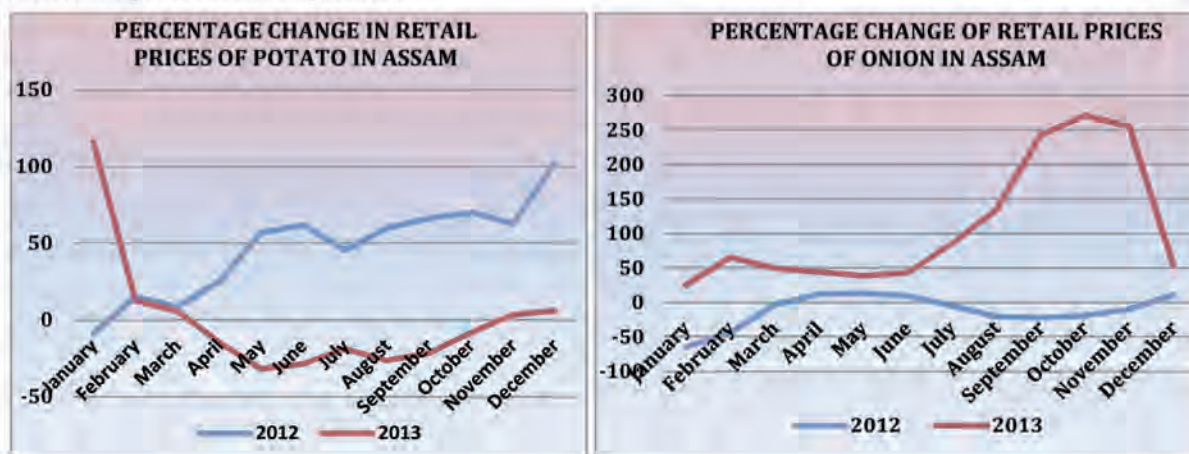 PERCENTAGE CHANGE IN RETAIL
PRICES OF POTATO IN ASSAM
150
100
50
0
-50
January
February
March
April
May
June
July
August
September
October
November
December
2012
2013
PERCENTAGE CHANGE OF RETAIL PRICES
OF ONION IN ASSAM
300
250
200
150
100
50
0
-50
-100
January
February
March
April
May
June
July
August
September
October
November
December
2012
2013